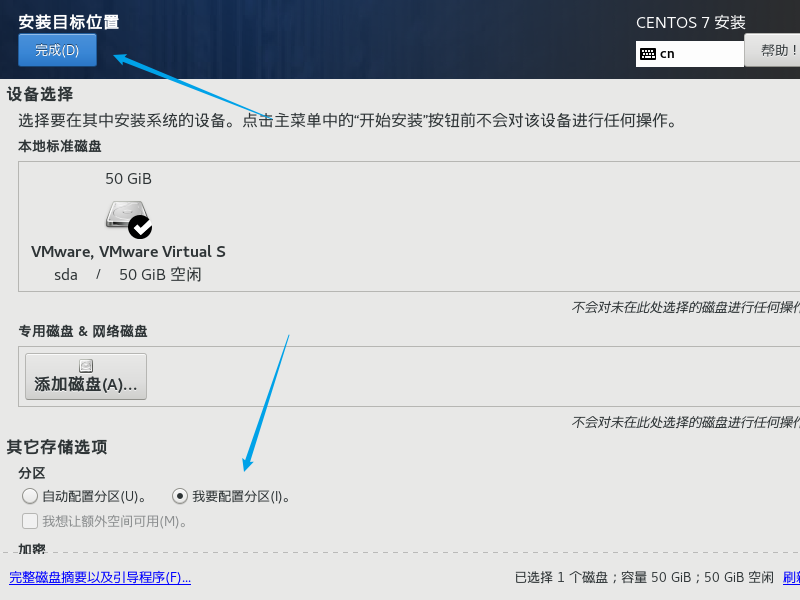 安装目标位置
CENTOS 7 安装
完成(D)
cn
帮助！
设备选择
选择要在其中安装系统的设备。点击主菜单中的“开始安装”按钮前不会对该设备进行任何操作。
本地标准磁盘
50 GiB
VMware, VMware Virtual S
sda / 50 GiB 空闲
不会对未在此处选择的磁盘进行任何操作
专用磁盘 & 网络磁盘
添加磁盘(A)...
不会对未在此处选择的磁盘进行任何操作
其它存储选项
分区
自动配置分区(U)。 我要配置分区(I)。
我想让额外空间可用(M)。
加密
完整磁盘摘要以及引导程序(F)...
已选择 1 个磁盘；容量 50 GiB；50 GiB 空闲 刷新